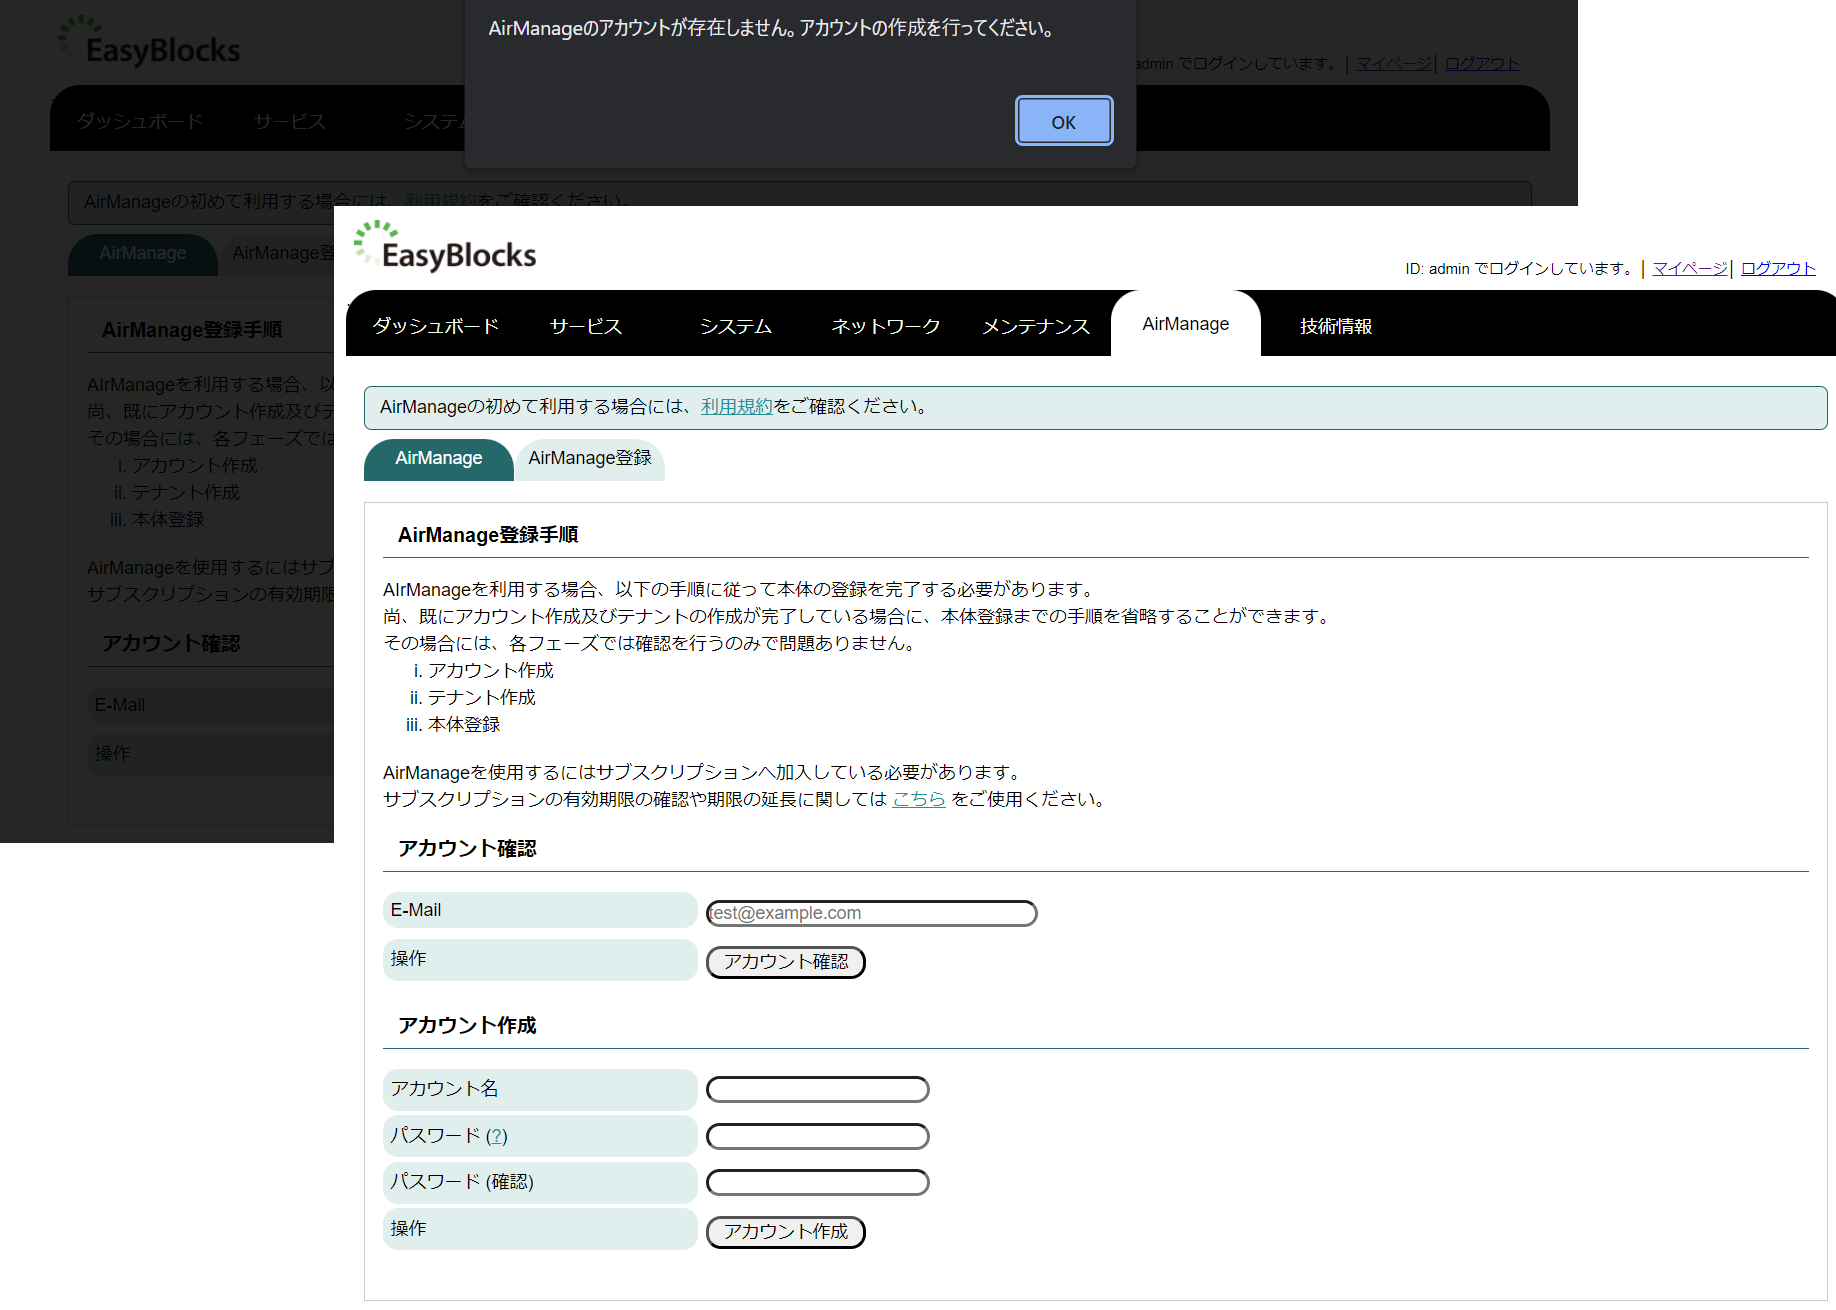 AirManageのアカウントが存在しません。アカウントの作成を行ってください。
OK
EasyBlocks
admin でログインしています。 | マイページ | ログアウト
ダッシュボード サービス システム
AirManageの初めて利用する場合には、利用規約をご確認ください。
AirManage AirManage登
AirManage登録手順
AIrManageを利用する場合、以
尚、既にアカウント作成及びテ
その場合には、各フェーズでは
i. アカウント作成
ii. テナント作成
iii. 本体登録
AirManageを使用するにはサブ
サブスクリプションの有効期限
アカウント確認
E-Mail
操作
EasyBlocks
ID: admin でログインしています。 | マイページ | ログアウト
ダッシュボード サービス システム ネットワーク メンテナンス AirManage 技術情報
AirManageの初めて利用する場合には、利用規約をご確認ください。
AirManage AirManage登録
AirManage登録手順
AIrManageを利用する場合、以下の手順に従って本体の登録を完了する必要があります。
尚、既にアカウント作成及びテナントの作成が完了している場合に、本体登録までの手順を省略することができます。
その場合には、各フェーズでは確認を行うのみで問題ありません。
i. アカウント作成
ii. テナント作成
iii. 本体登録
AirManageを使用するにはサブスクリプションへ加入している必要があります。
サブスクリプションの有効期限の確認や期限の延長に関しては こちら をご使用ください。
アカウント確認
E-Mail test@example.com
操作 アカウント確認
アカウント作成
アカウント名
パスワード (?)
パスワード (確認)
操作 アカウント作成